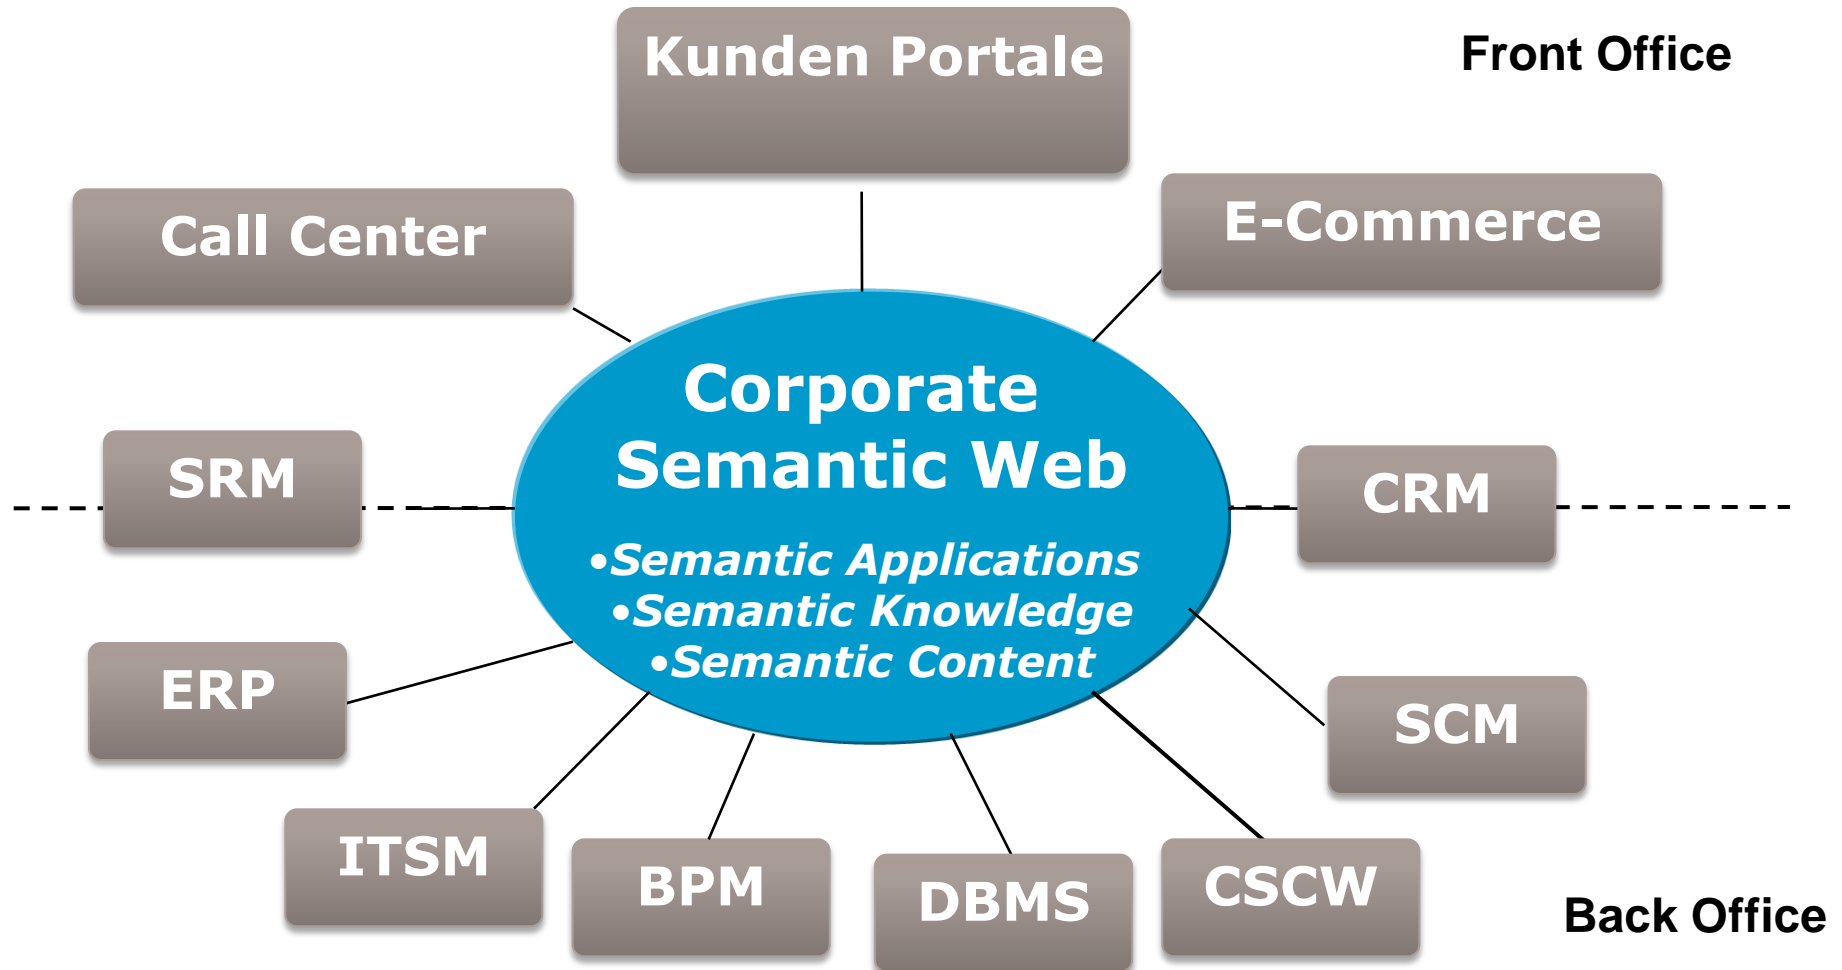 Kunden Portale
Front Office
Call Center
E-Commerce
Corporate
Semantic Web
SRM
CRM
•Semantic Applications
•Semantic Knowledge
•Semantic Content
ERP
SCM
ITSM
BPM
DBMS
CSCW
Back Office